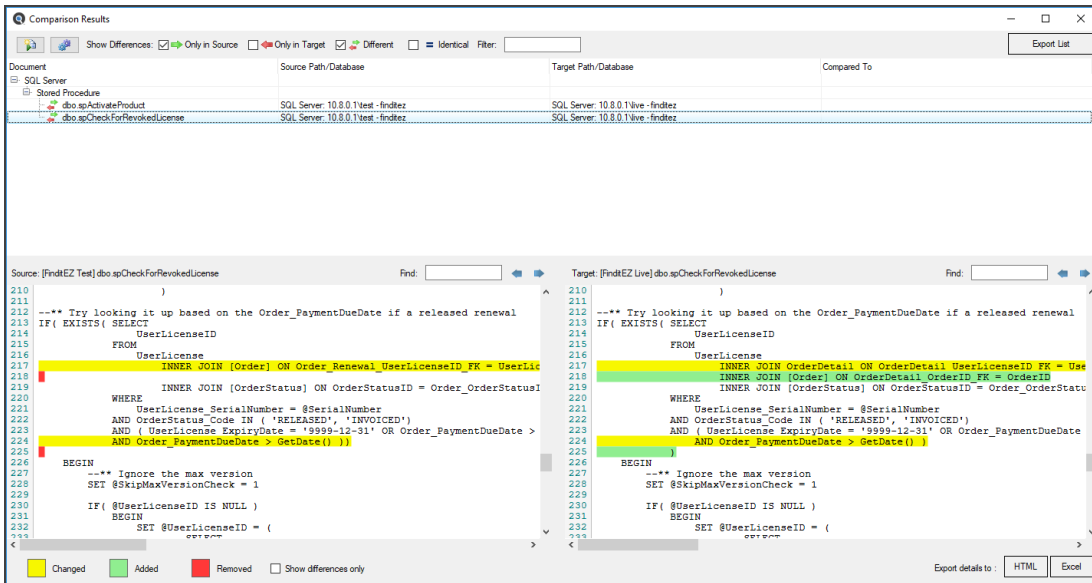 Comparison Results
Show Differences: Only in Source Only in Target Different = Identical Filter: Export List
Document Source Path/Database Target Path/Database Compared To
SQL Server
Stored Procedure
dbo.spActivateProduct SQL Server: 10.8.0.1\test - finditez SQL Server: 10.8.0.1\live - finditez
dbo.spCheckForRevokedLicense SQL Server: 10.8.0.1\test - finditez SQL Server: 10.8.0.1\live - finditez
Source: [FinditEZ Test] dbo.spCheckForRevokedLicense Find:
210 )
211
212 --** Try looking it up based on the Order_PaymentDueDate if a released renewal
213 IF( EXISTS( SELECT
214 UserLicenseID
215 FROM
216 UserLicense
217 INNER JOIN [Order] ON Order_Renewal_UserLicenseID_FK = UserLic
218
219 INNER JOIN [OrderStatus] ON OrderStatusID = Order_OrderStatusI
220 WHERE
221 UserLicense_SerialNumber = @SerialNumber
222 AND OrderStatus_Code IN ( 'RELEASED', 'INVOICED')
223 AND ( UserLicense_ExpiryDate = '9999-12-31' OR Order_PaymentDueDate >
224 AND Order_PaymentDueDate > GetDate() ))
225
226 BEGIN
227 --** Ignore the max version
228 SET @SkipMaxVersionCheck = 1
229
230 IF( @UserLicenseID IS NULL )
231 BEGIN
232 SET @UserLicenseID = (
233 SELECT
Target: [FinditEZ Live] dbo.spCheckForRevokedLicense Find:
210 )
211
212 --** Try looking it up based on the Order_PaymentDueDate if a released renewal
213 IF( EXISTS( SELECT
214 UserLicenseID
215 FROM
216 UserLicense
217 INNER JOIN OrderDetail ON OrderDetail_UserLicenseID_FK = Use
218 INNER JOIN [Order] ON OrderDetail_OrderID_FK = OrderID
219 INNER JOIN [OrderStatus] ON OrderStatusID = Order_OrderStatu
220 WHERE
221 UserLicense_SerialNumber = @SerialNumber
222 AND OrderStatus_Code IN ( 'RELEASED', 'INVOICED')
223 AND ( UserLicense_ExpiryDate = '9999-12-31' OR Order_PaymentDueDate
224 AND Order_PaymentDueDate > GetDate() )
225 )
226 BEGIN
227 --** Ignore the max version
228 SET @SkipMaxVersionCheck = 1
229
230 IF( @UserLicenseID IS NULL )
231 BEGIN
232 SET @UserLicenseID = (
233 SELECT
Changed Added Removed Show differences only Export details to : HTML Excel